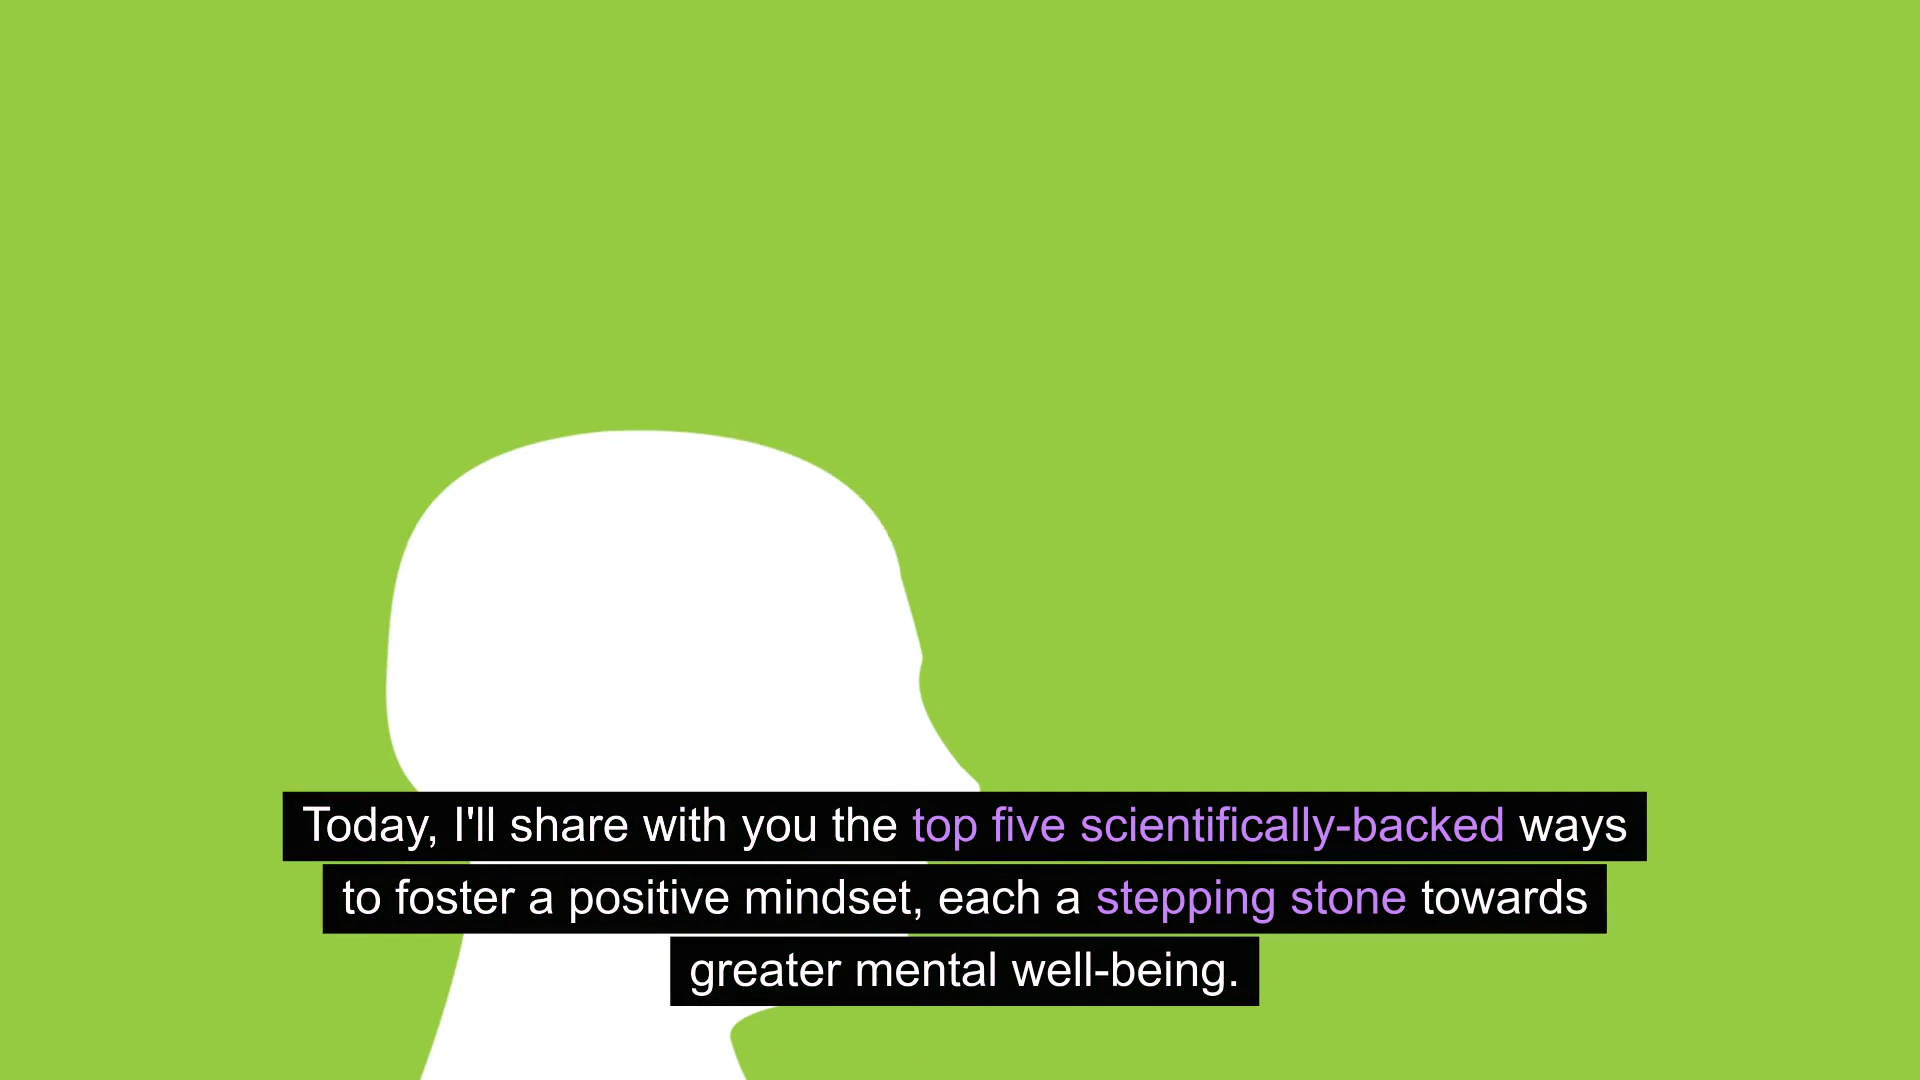 Today, I'll share with you the top five scientifically-backed ways
to foster a positive mindset, each a stepping stone towards
greater mental well-being.